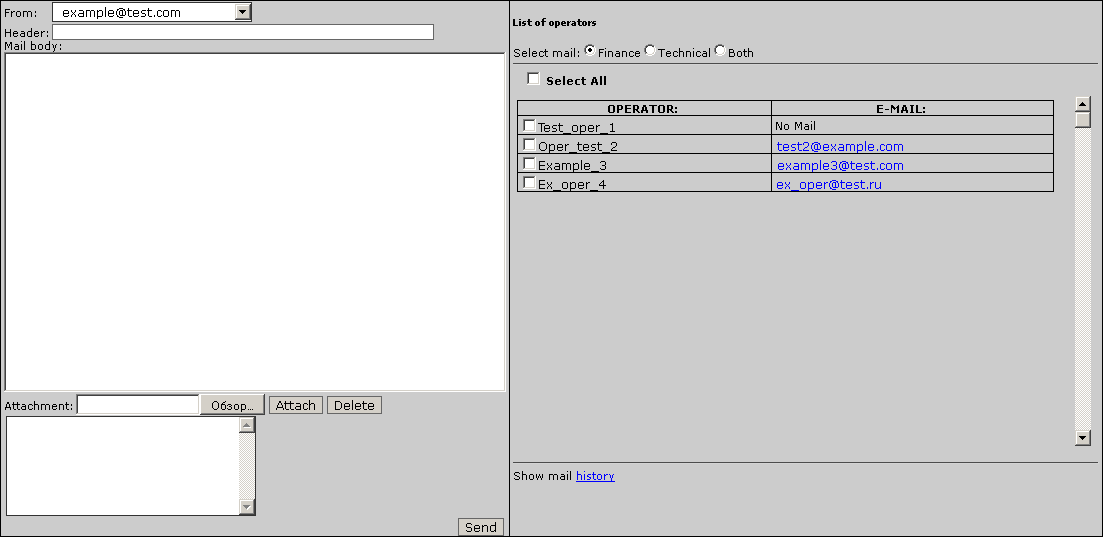 From: example@test.com
Header:
Mail body:
Attachment: Обзор... Attach Delete
Send
List of operators
Select mail: Finance Technical Both
Select All
OPERATOR: E-MAIL:
Test_oper_1 No Mail
Oper_test_2 test2@example.com
Example_3 example3@test.com
Ex_oper_4 ex_oper@test.ru
Show mail history